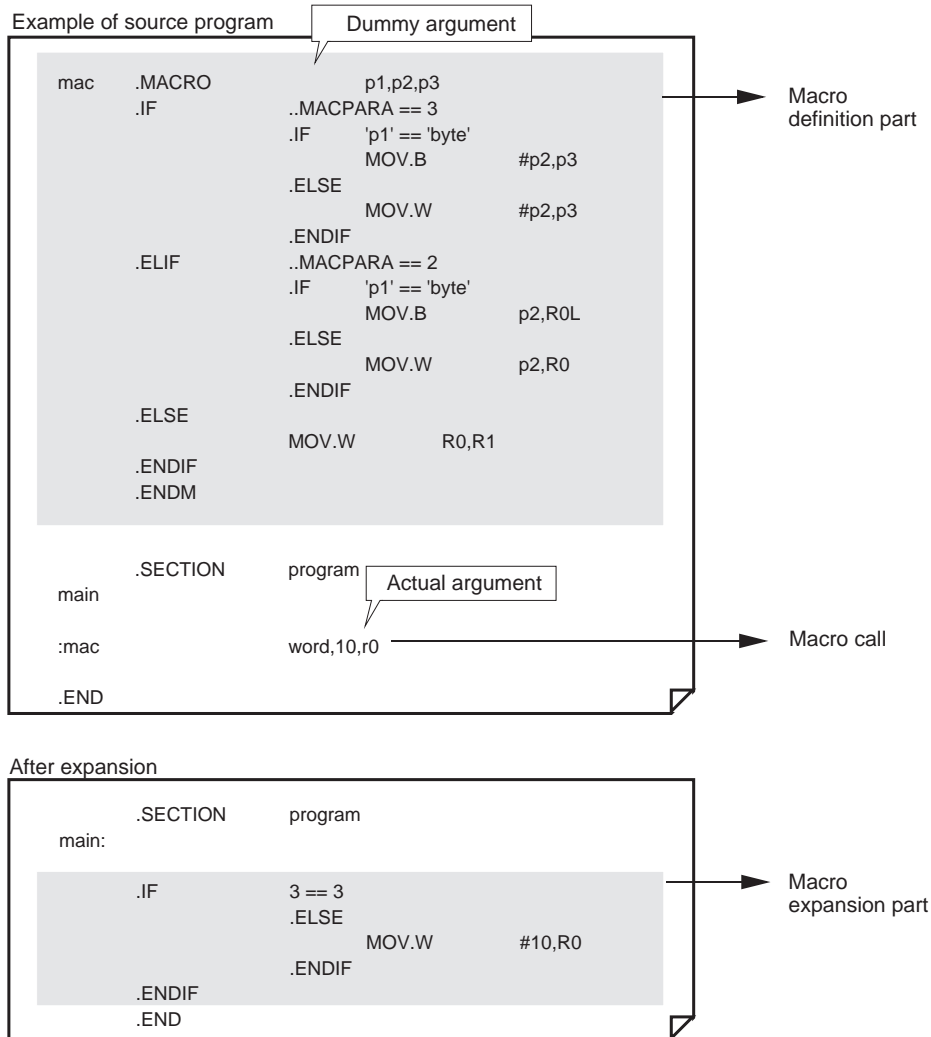 Example of source program
Dummy argument
mac .MACRO p1,p2,p3
.IF ..MACPARA == 3
.IF 'p1' == 'byte'
MOV.B #p2,p3
.ELSE
MOV.W #p2,p3
.ENDIF
.ELIF ..MACPARA == 2
.IF 'p1' == 'byte'
MOV.B p2,R0L
.ELSE
MOV.W p2,R0
.ENDIF
.ELSE
MOV.W R0,R1
.ENDIF
.ENDM
Macro
definition part
.SECTION program
Actual argument
main
:mac word,10,r0
Macro call
.END
After expansion
.SECTION program
main:
.IF 3 == 3
.ELSE
MOV.W #10,R0
.ENDIF
.ENDIF
.END
Macro
expansion part